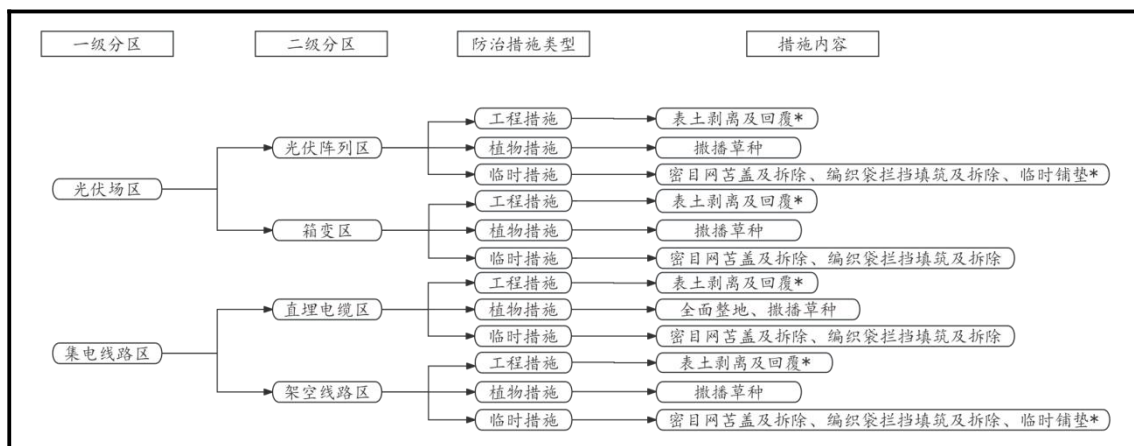 一级分区 二级分区 防治措施类型 措施内容
工程措施 表土剥离及回覆*
光伏阵列区 植物措施 撒播草种
临时措施 密目网苫盖及拆除、编织袋拦挡填筑及拆除、临时铺垫*
光伏场区
工程措施 表土剥离及回覆*
箱变区 植物措施 撒播草种
临时措施 密目网苫盖及拆除、编织袋拦挡填筑及拆除
工程措施 表土剥离及回覆*
直埋电缆区 植物措施 全面整地、撒播草种
临时措施 密目网苫盖及拆除、编织袋拦挡填筑及拆除
集电线路区
工程措施 表土剥离及回覆*
架空线路区 植物措施 撒播草种
临时措施 密目网苫盖及拆除、编织袋拦挡填筑及拆除、临时铺垫*